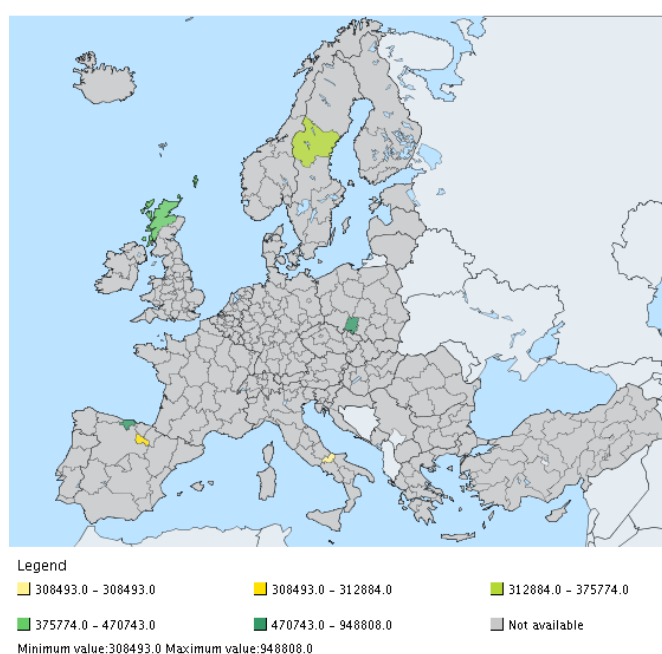 Legend
308493.0 - 308493.0
308493.0 - 312884.0
312884.0 - 375774.0
375774.0 - 470743.0
470743.0 - 948808.0
Not available
Minimum value:308493.0 Maximum value:948808.0